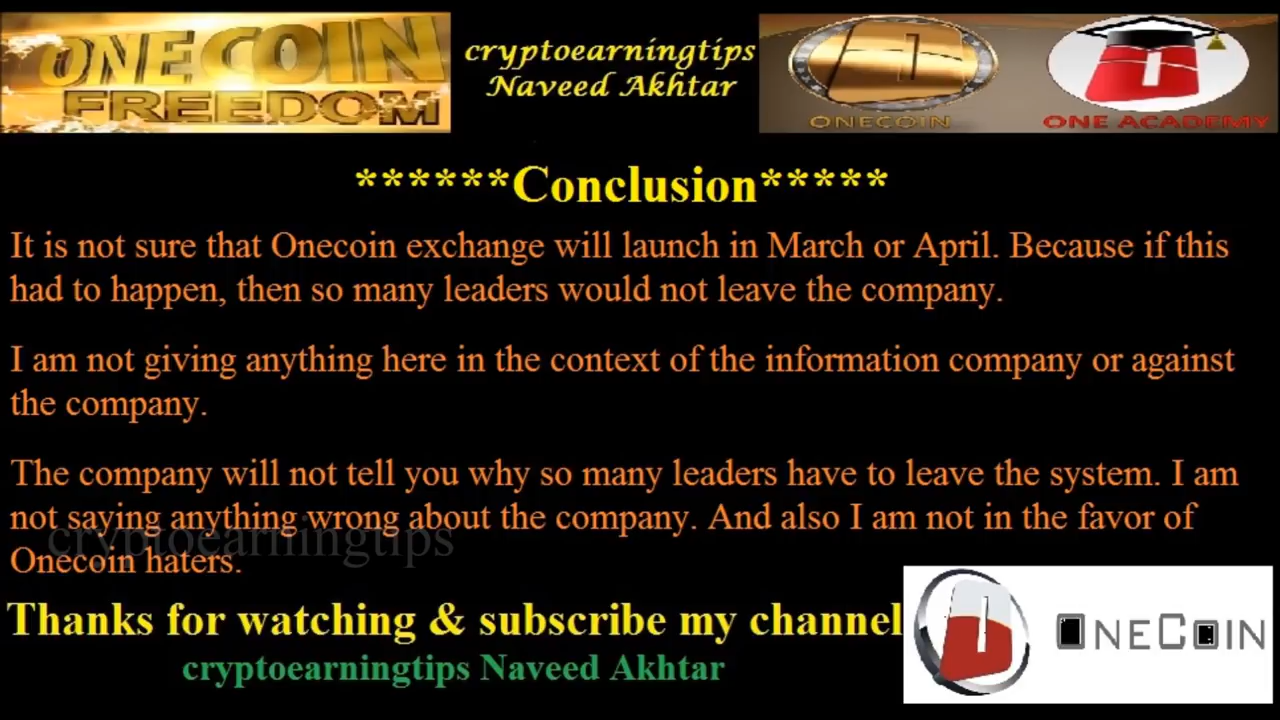 ONE COIN
FREEDOM
cryptoearningtips
Naveed Akhtar
ONECOIN
ONE ACADEMY
******Conclusion*****
It is not sure that Onecoin exchange will launch in March or April. Because if this
had to happen, then so many leaders would not leave the company.
I am not giving anything here in the context of the information company or against
the company.
The company will not tell you why so many leaders have to leave the system. I am
not saying anything wrong about the company. And also I am not in the favor of
cryptoearningtips
Onecoin haters.
Thanks for watching & subscribe my channel
cryptoearningtips Naveed Akhtar
ONECOIN